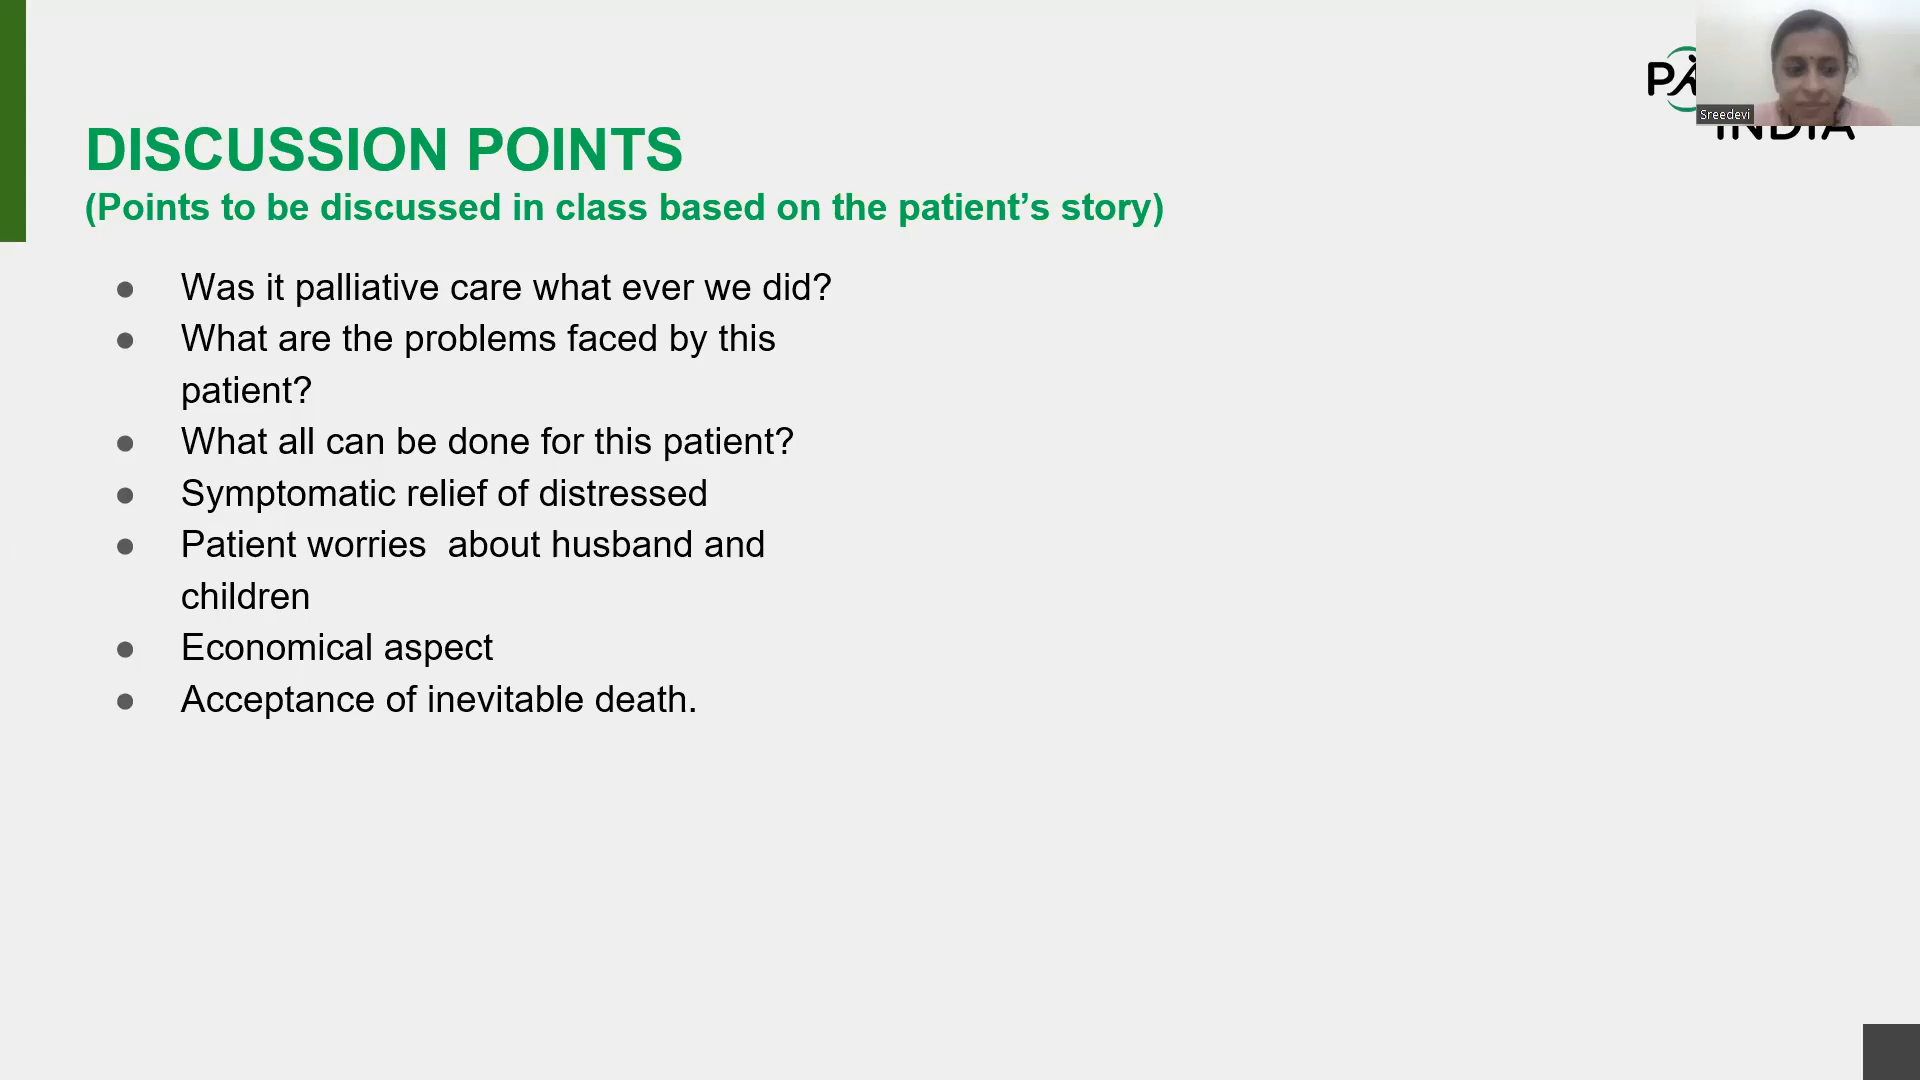 DISCUSSION POINTS
(Points to be discussed in class based on the patient’s story)
● Was it palliative care what ever we did?
● What are the problems faced by this
patient?
● What all can be done for this patient?
● Symptomatic relief of distressed
● Patient worries  about husband and
children
● Economical aspect
● Acceptance of inevitable death.
Sreedevi
INDIA